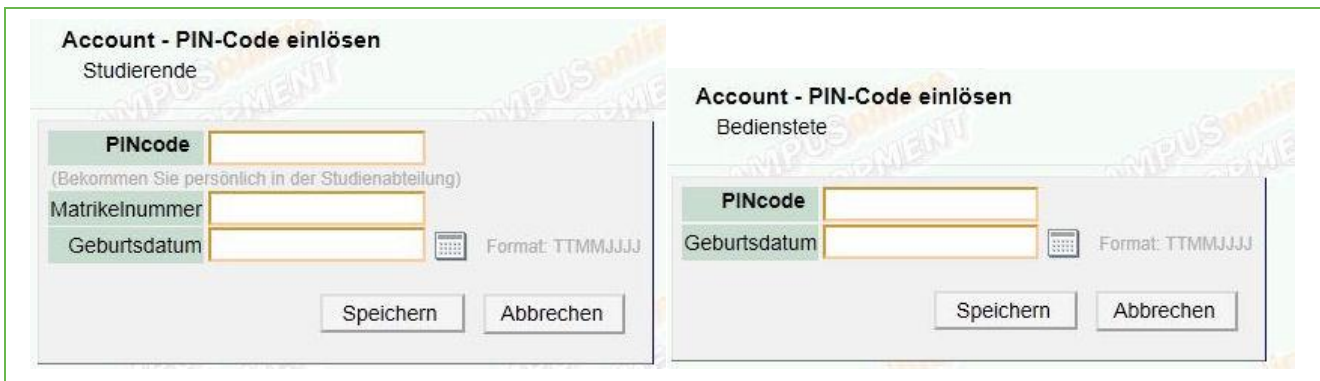 Account - PIN-Code einlösen
Studierende
PINcode
(Bekommen Sie persönlich in der Studienabteilung)
Matrikelnummer
Geburtsdatum Format: TTMMJJJJ
Speichern Abbrechen
Account - PIN-Code einlösen
Bedienstete
PINcode
Geburtsdatum Format: TTMMJJJJ
Speichern Abbrechen